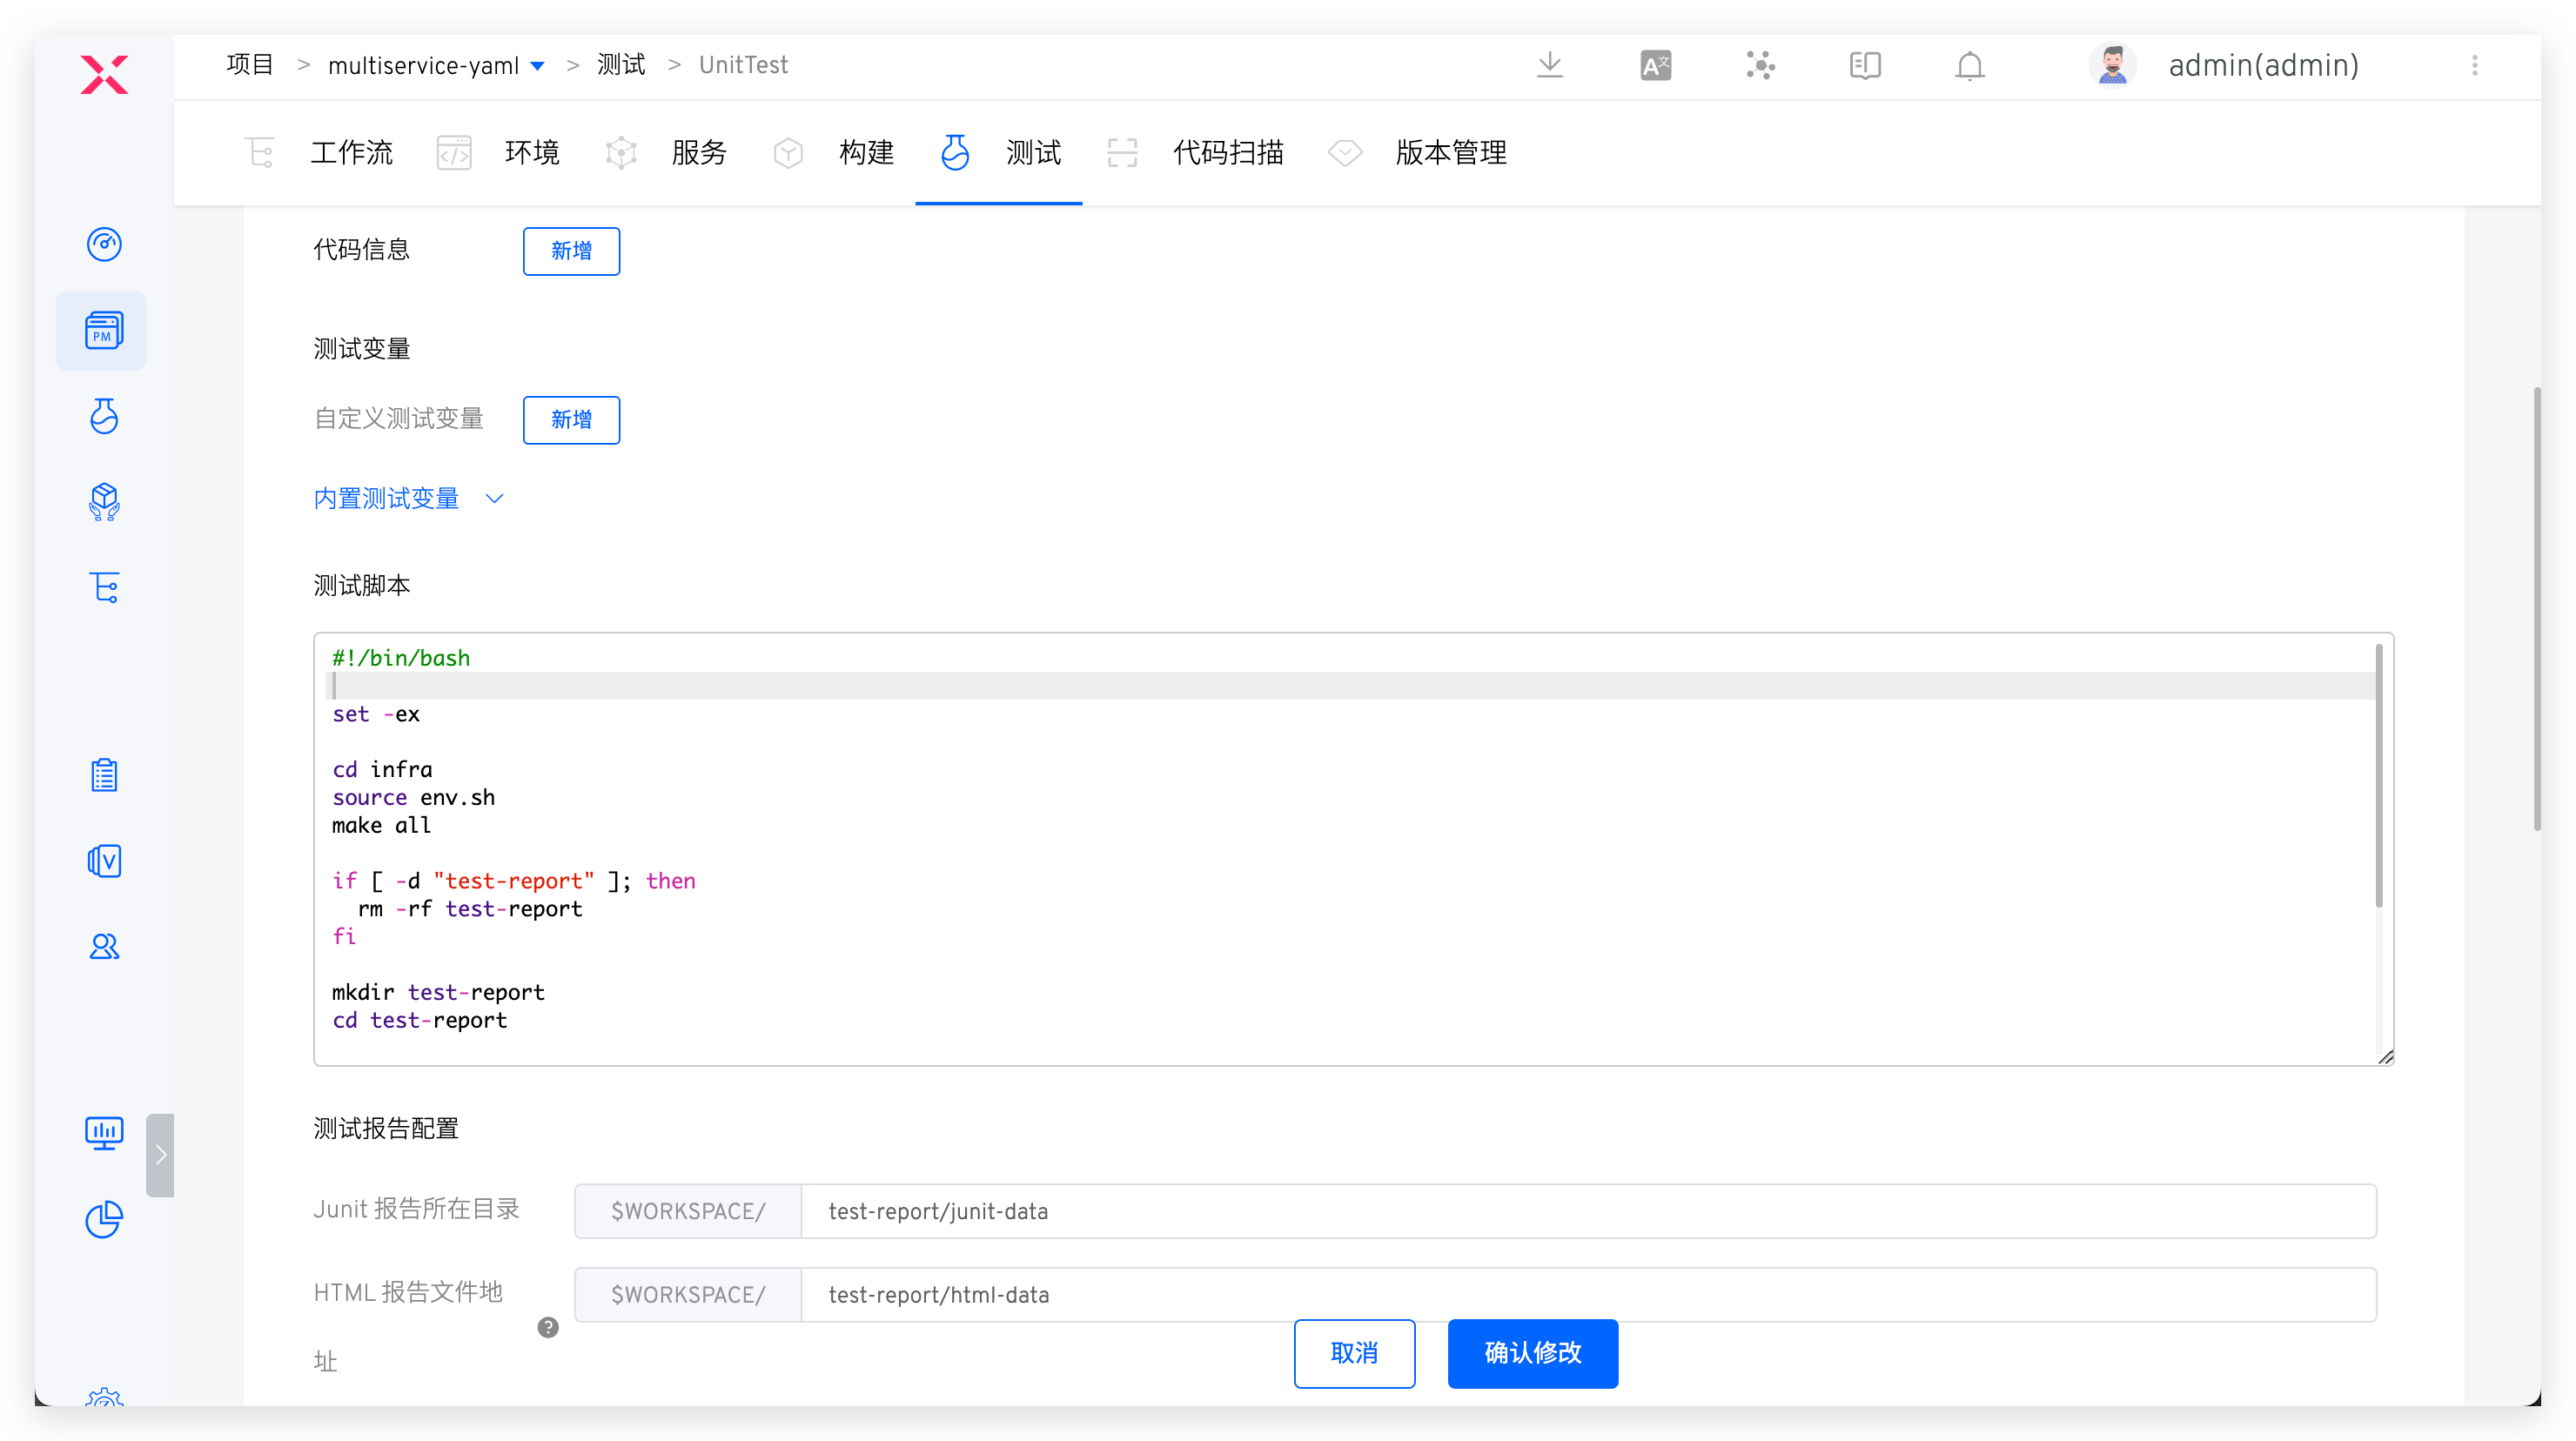 项目 > multiservice-yaml > 测试 > UnitTest
admin(admin)
工作流 环境 服务 构建 测试 代码扫描 版本管理
PM
代码信息 新增
测试变量
自定义测试变量 新增
内置测试变量
测试脚本
#!/bin/bash
set -ex
cd infra
source env.sh
make all
if [ -d "test-report" ]; then
rm -rf test-report
fi
mkdir test-report
cd test-report
测试报告配置
Junit 报告所在目录 $WORKSPACE/ test-report/junit-data
HTML 报告文件地址 $WORKSPACE/ test-report/html-data
取消 确认修改